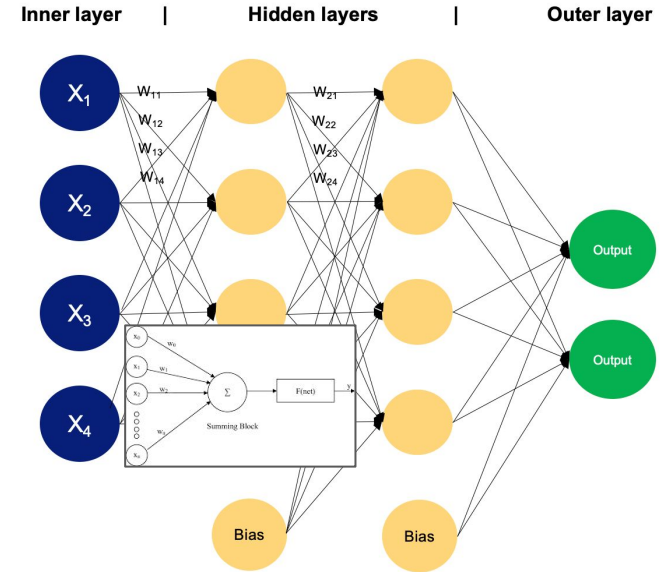 Inner layer | Hidden layers | Outer layer
X1
W11
W21
W12
W22
W13
W23
W14
W24
X2
X3
X4
Output
Output
x0
w0
x1
w1
x2
w2
Σ
F(net)
y
Summing Block
wn
xn
Bias
Bias